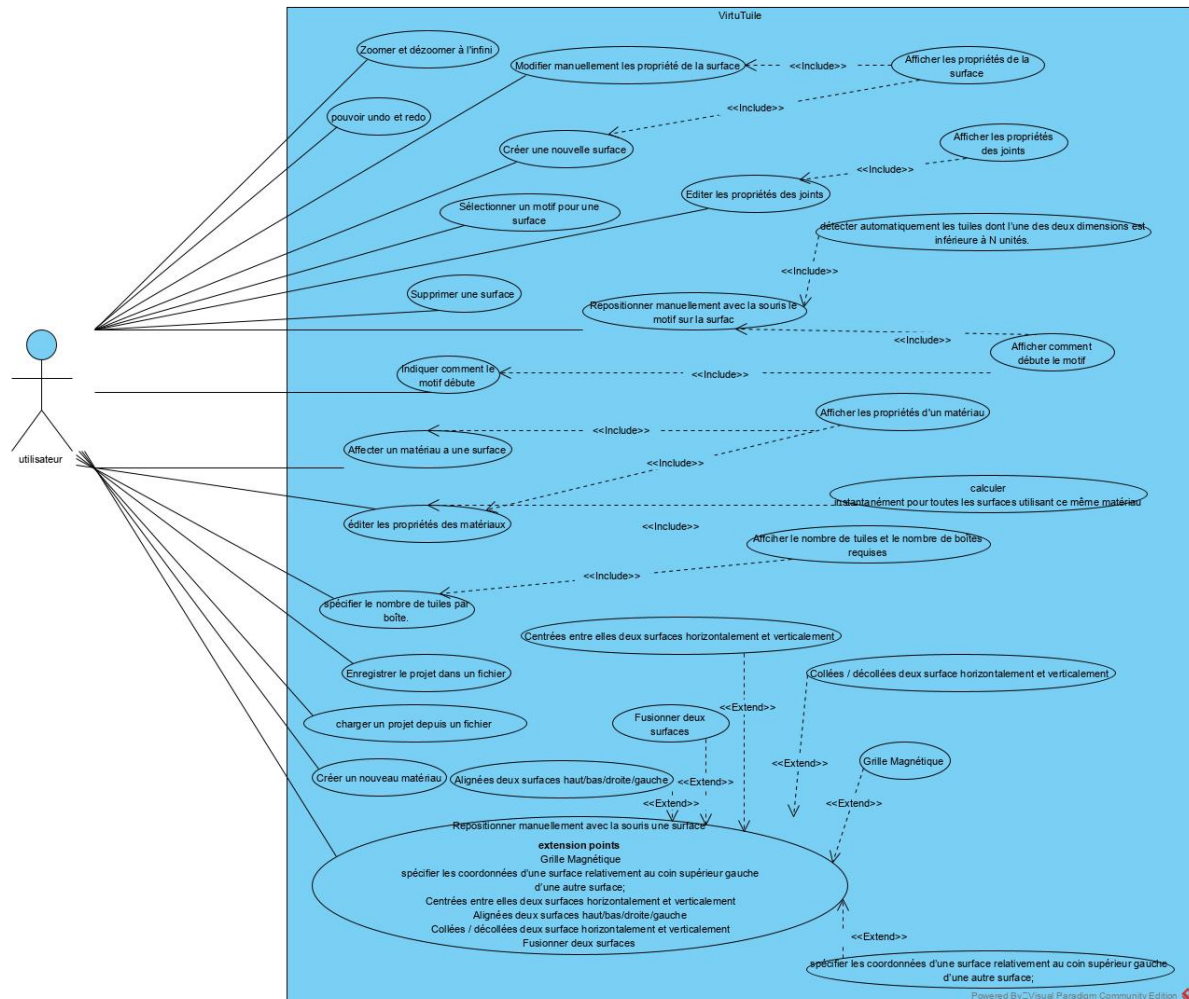 VirtuTuile
Zoomer et dézoomer à l'infini
Modifier manuellement les propriété de la surface
<<Include>>
Afficher les propriétés de la
surface
<<Include>>
pouvoir undo et redo
Créer une nouvelle surface
Afficher les propriétés
des joints
<<Include>>
Editer les propriétés des joints
Sélectionner un motif pour une
surface
détecter automatiquement les tuiles dont l'une des deux dimensions est
inférieure à N unités.
<<Include>>
Supprimer une surface
Repositionner manuellement avec la souris le
motif sur la surfac
<<Include>>
Afficher comment
débute le motif
Indiquer comment le
motif débute
<<Include>>
utilisateur
Afficher les propriétés d'un matériau
<<Include>>
Affecter un matériau a une surface
<<Include>>
calculer
instantanément pour toutes les surfaces utilisant ce même matériau
éditer les propriétés des matériaux
<<Include>>
Afficher le nombre de tuiles et le nombre de boîtes
requises
<<Include>>
spécifier le nombre de tuiles par
boîte.
Centrées entre elles deux surfaces horizontalement et verticalement
Enregistrer le projet dans un fichier
Collées / décollées deux surface horizontalement et verticalement
<<Extend>>
charger un projet depuis un fichier
Fusionner deux
surfaces
<<Extend>>
Grille Magnétique
Créer un nouveau matériau
Alignées deux surfaces haut/bas/droite/gauche
<<Extend>>
<<Extend>>
<<Extend>>
Repositionner manuellement avec la souris une surface
extension points
Grille Magnétique
spécifier les coordonnées d'une surface relativement au coin supérieur gauche
d'une autre surface;
Centrées entre elles deux surfaces horizontalement et verticalement
Alignées deux surfaces haut/bas/droite/gauche
Collées / décollées deux surface horizontalement et verticalement
Fusionner deux surfaces
<<Extend>>
spécifier les coordonnées d'une surface relativement au coin supérieur gauche
d'une autre surface;
Powered By Visual Paradigm Community Edition